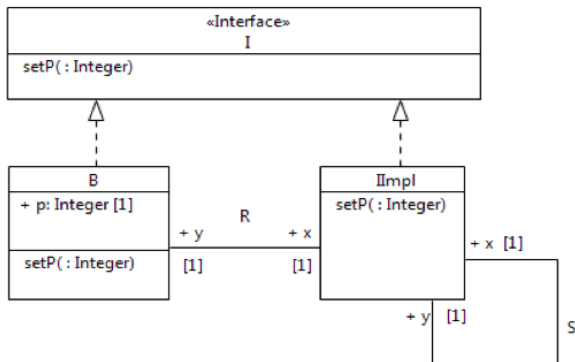 «Interface»
I
setP( : Integer)
B
+ p: Integer [1]
setP( : Integer)
R
+ y
+ x
[1]
[1]
IImpl
setP( : Integer)
+ x [1]
+ y [1]
S